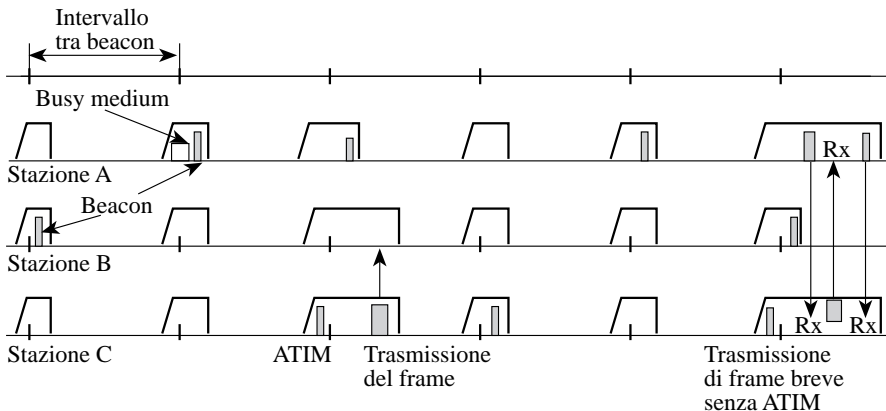 Intervallo
tra beacon
Busy medium
Rx
Stazione A
Beacon
Stazione B
Rx
Rx
Stazione C
ATIM
Trasmissione
del frame
Trasmissione
di frame breve
senza ATIM